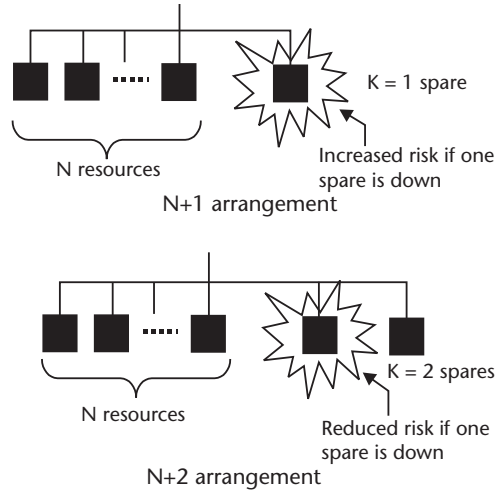 K = 1 spare
N resources
Increased risk if one
spare is down
N+1 arrangement
K = 2 spares
N resources
Reduced risk if one
spare is down
N+2 arrangement